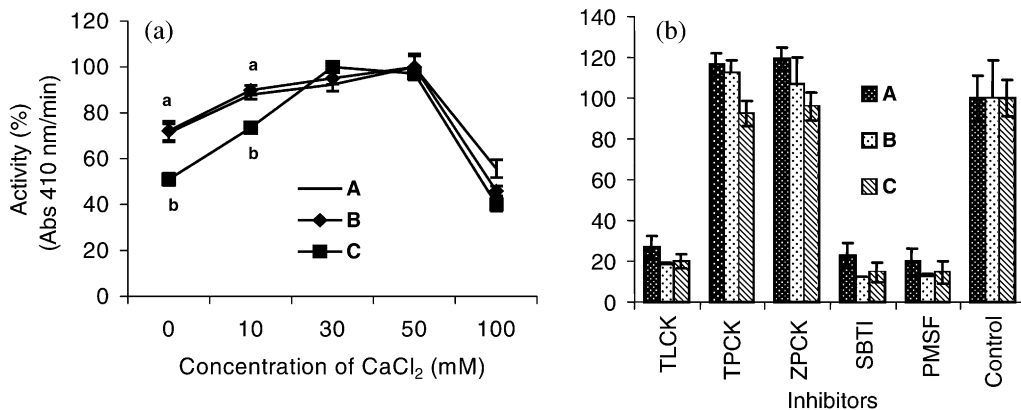 (a)
120
100
80
60
40
20
0
Activity (%)
(Abs 410 nm/min)
a
a
b
b
A
B
C
0 10 30 50 100
Concentration of CaCl₂ (mM)
(b)
140
120
100
80
60
40
20
0
A
B
C
TLCK
TPCK
ZPCK
SBTI
PMSF
Control
Inhibitors